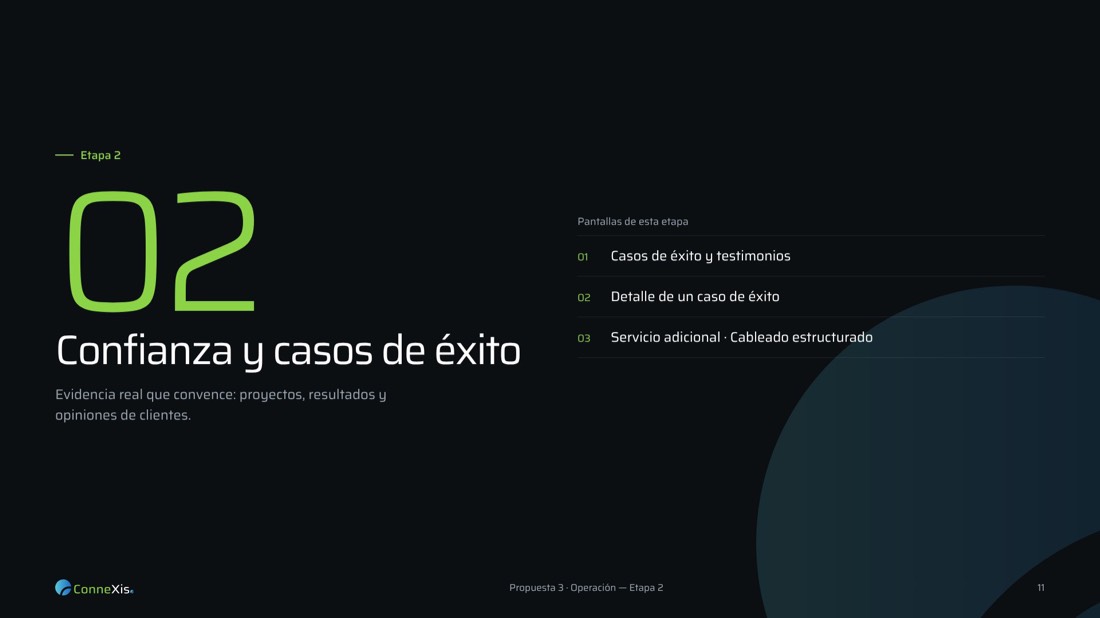 Etapa 2
02
Confianza y casos de éxito
Evidencia real que convence: proyectos, resultados y
opiniones de clientes.
Pantallas de esta etapa
01 Casos de éxito y testimonios
02 Detalle de un caso de éxito
03 Servicio adicional · Cableado estructurado
ConneXis
Propuesta 3 · Operación — Etapa 2
11